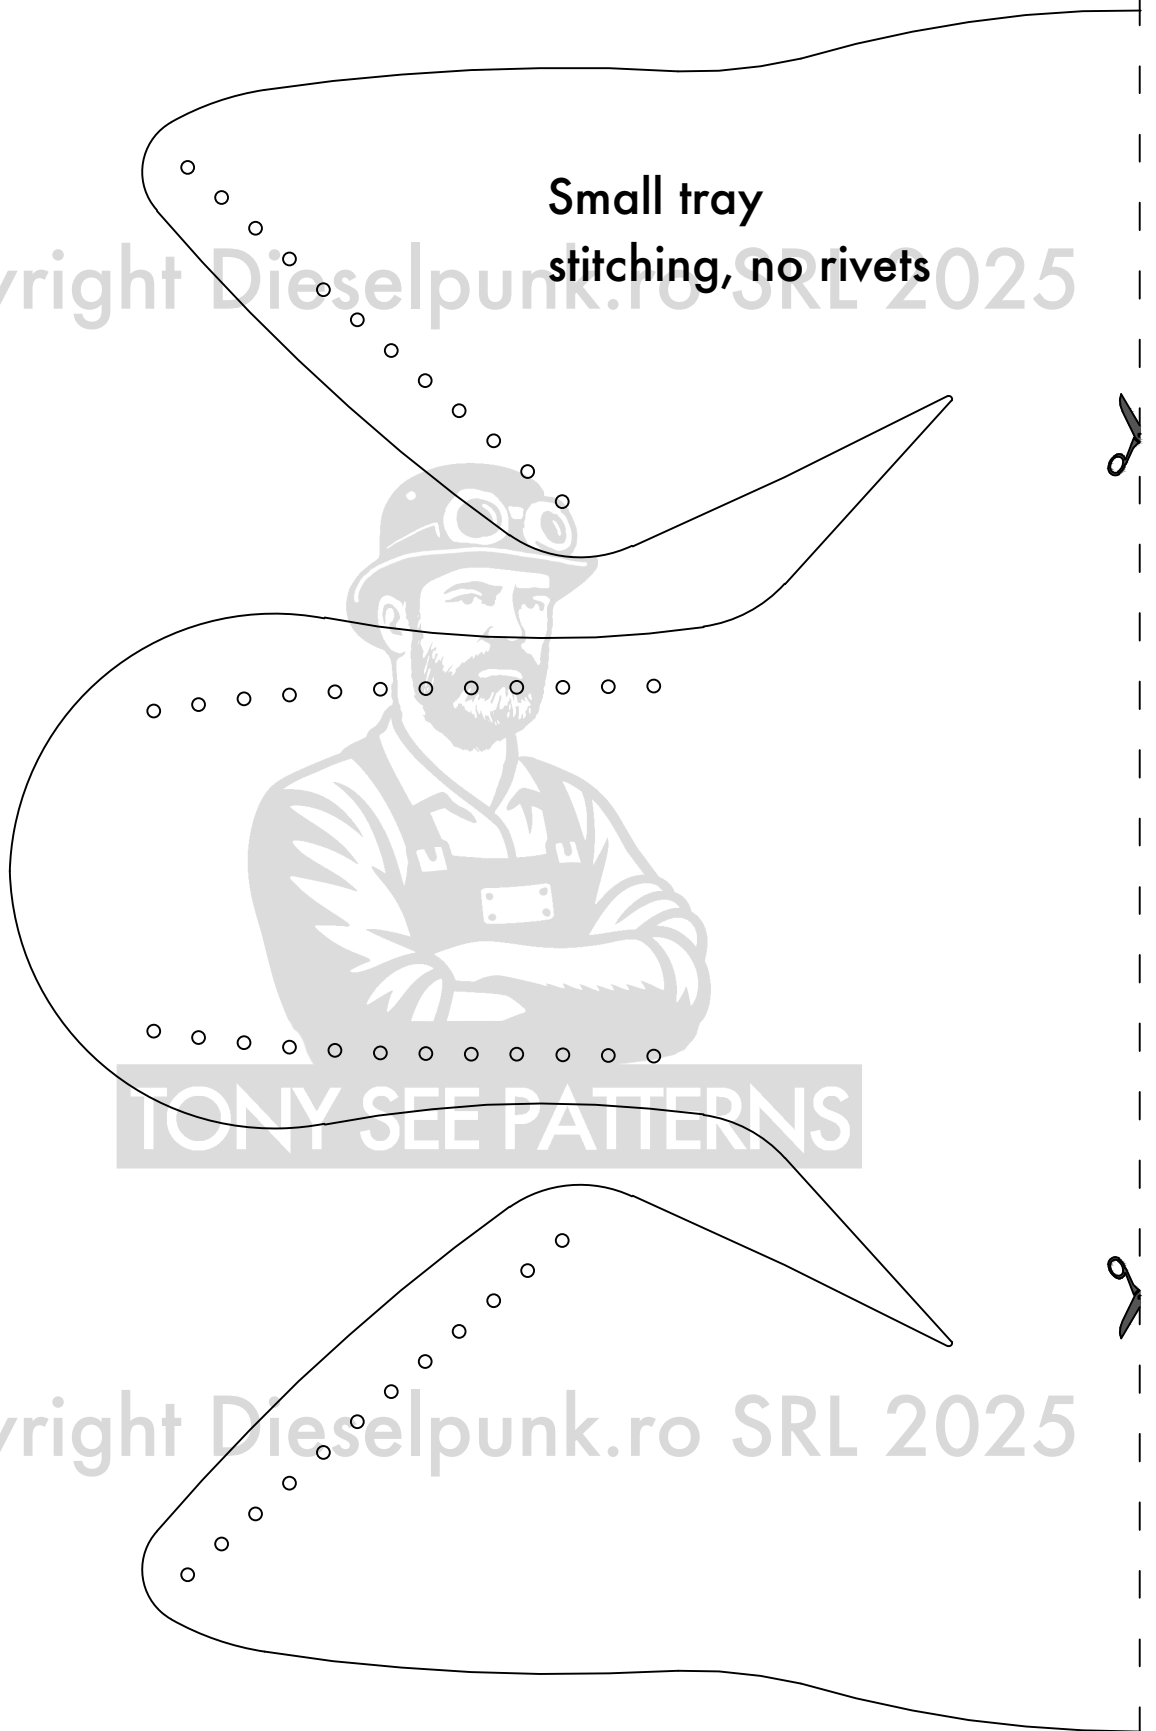 Small tray
stitching, no rivets
yright Dieselpunk.ro SRL 2025
TONY SEE PATTERNS
yright Dieselpunk.ro SRL 2025